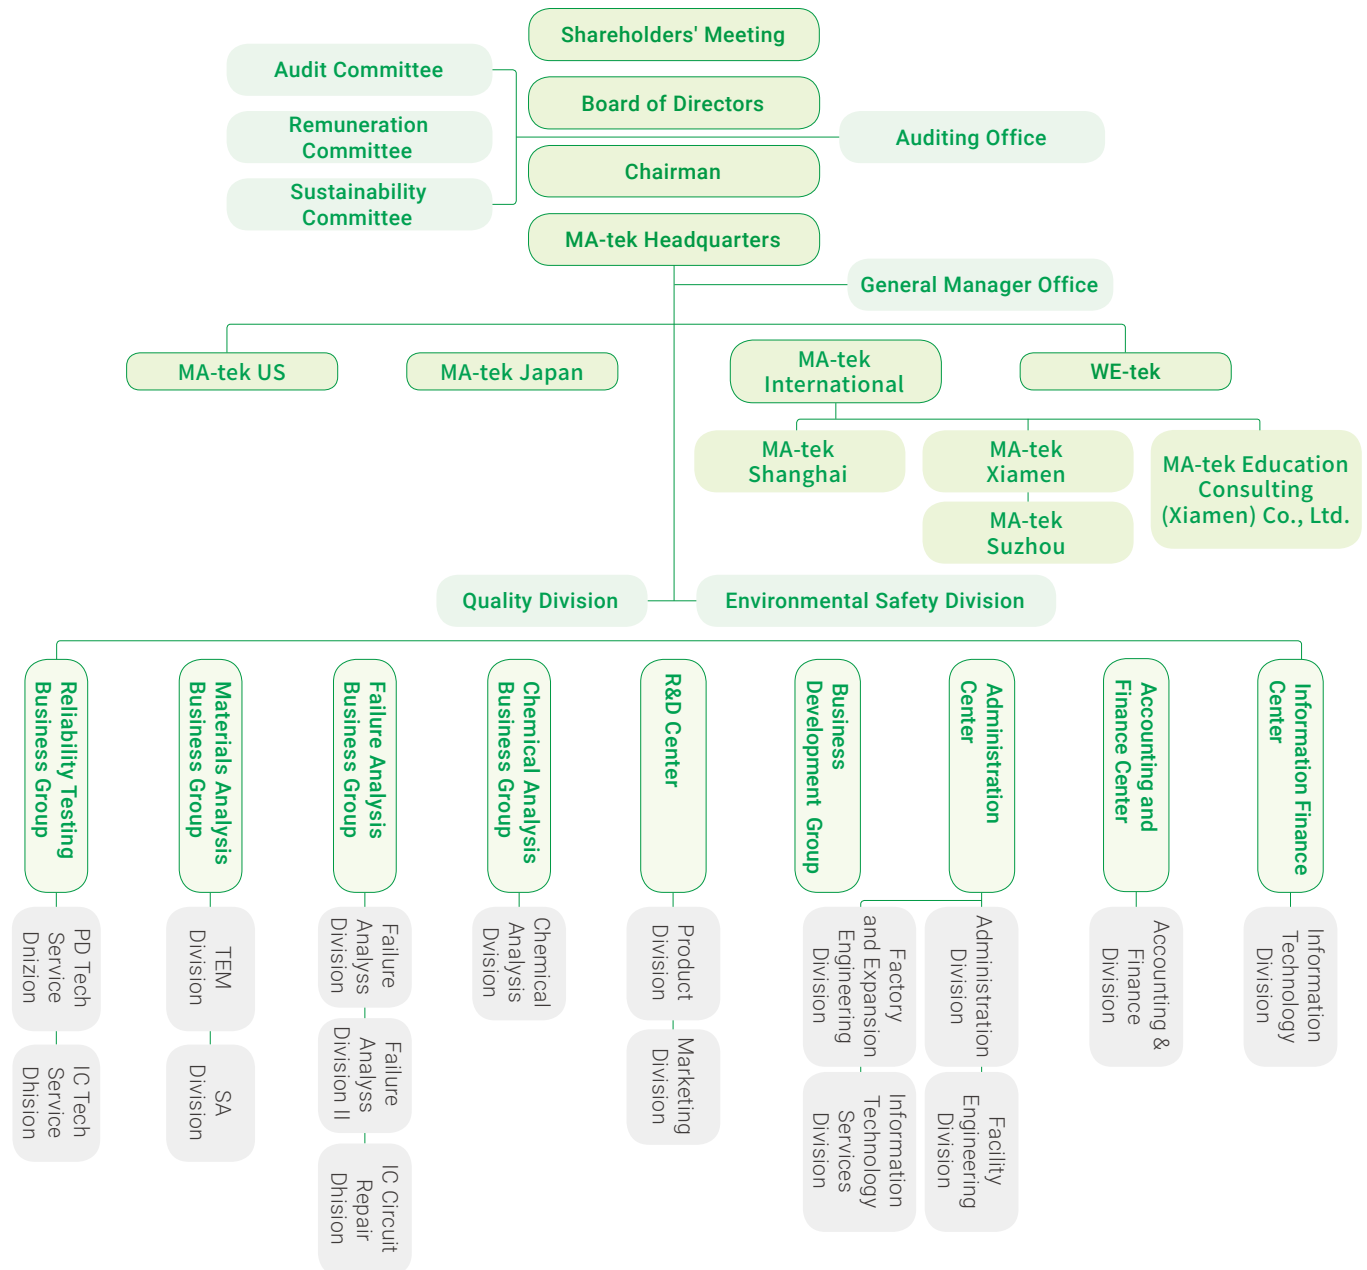 Shareholders' Meeting
Audit Committee
Board of Directors
Remuneration
Committee
Auditing Office
Chairman
Sustainability
Committee
MA-tek Headquarters
General Manager Office
MA-tek US
MA-tek Japan
MA-tek
International
WE-tek
MA-tek
Shanghai
MA-tek
Xiamen
MA-tek Education
Consulting
(Xiamen) Co., Ltd.
MA-tek
Suzhou
Quality Division
Environmental Safety Division
Reliability Testing
Business Group
Materials Analysis
Business Group
Failure Analysis
Business Group
Chemical Analysis
Business Group
R&D Center
Business
Development Group
Administration
Center
Accounting and
Finance Center
Information Finance
Center
PD Tech
Service
Dnizion
TEM
Division
Failure
Analyss
Division
Chemical
Analysis
Dvision
Product
Division
Factory
and Expansion
Engineering
Division
Administration
Division
Accounting &
Finance
Division
Information
Technology
Division
IC Tech
Service
Dhision
SA
Division
Failure
Analyss
Division II
Marketing
Division
Information
Technology
Services
Division
Facility
Engineering
Division
IC Circuit
Repair
Dhision